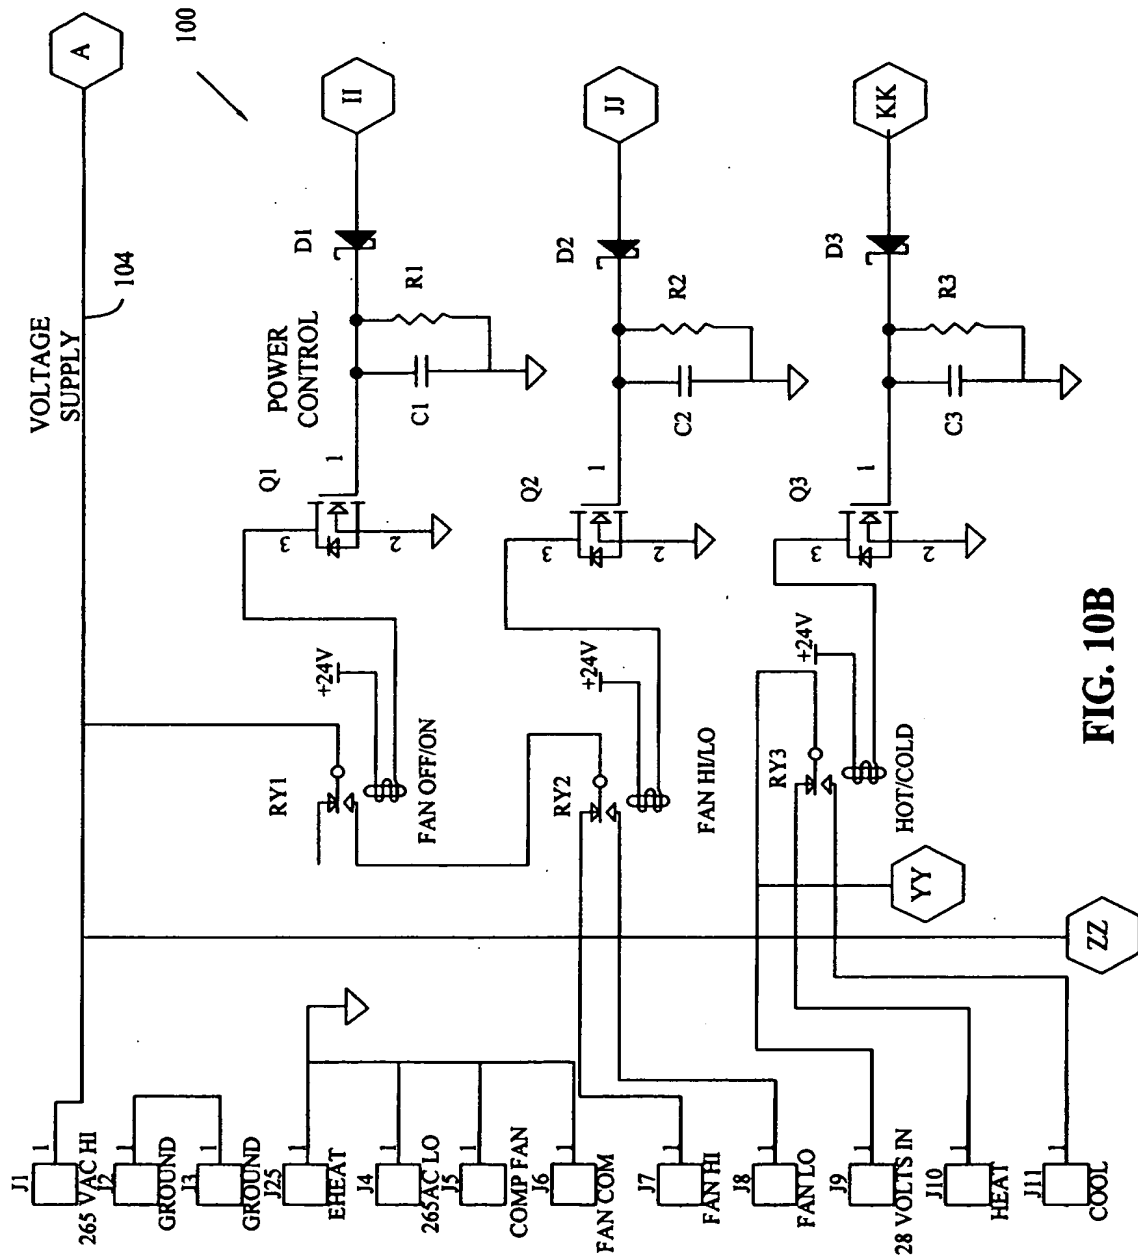 J1
1
265 VAC HI
J2
1
GROUND
J3
1
GROUND
J25
1
EHEAT
J4
1
265AC LO
J5
1
COMP FAN
J6
1
FAN COM
J7
1
FAN HI
J8
1
FAN LO
J9
1
28 VOLTS IN
J10
1
HEAT
J11
1
COOL
VOLTAGE
SUPPLY
104
A
100
ZZ
YY
RY1
+24V
FAN OFF/ON
Q1
3
2
1
POWER
CONTROL
C1
R1
D1
II
RY2
+24V
FAN HI/LO
Q2
3
2
1
C2
R2
D2
JJ
RY3
+24V
HOT/COLD
Q3
3
2
1
C3
R3
D3
KK
FIG. 10B